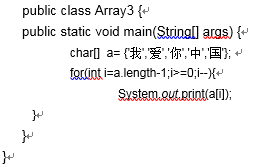 public class Array3 {
public static void main(String[] args) {
char[]  a= {'我','爱','你','中','国'};
for(int i=a.length-1;i>=0;i--){
System.out.print(a[i]);
}
}
}